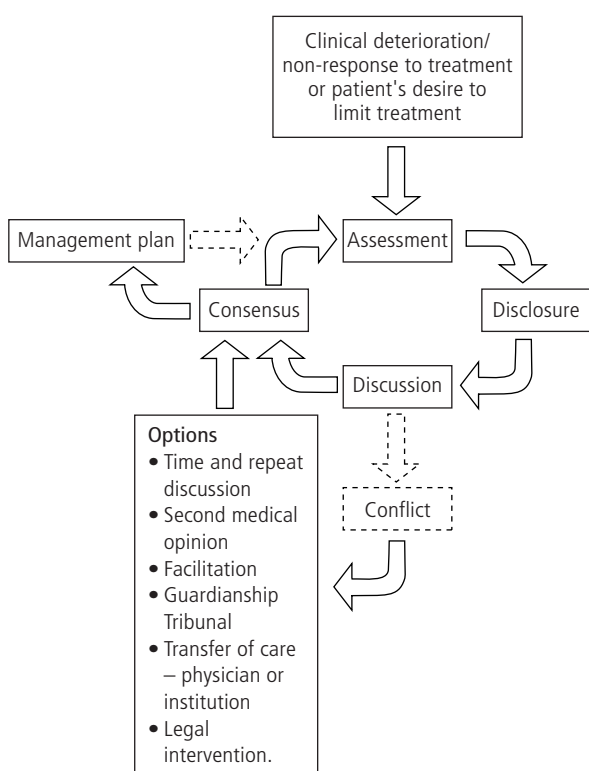 Clinical deterioration/
non-response to treatment
or patient's desire to
limit treatment
Management plan
Assessment
Consensus
Disclosure
Discussion
Options
• Time and repeat
discussion
• Second medical
opinion
• Facilitation
• Guardianship
Tribunal
• Transfer of care
– physician or
institution
• Legal
intervention.
Conflict